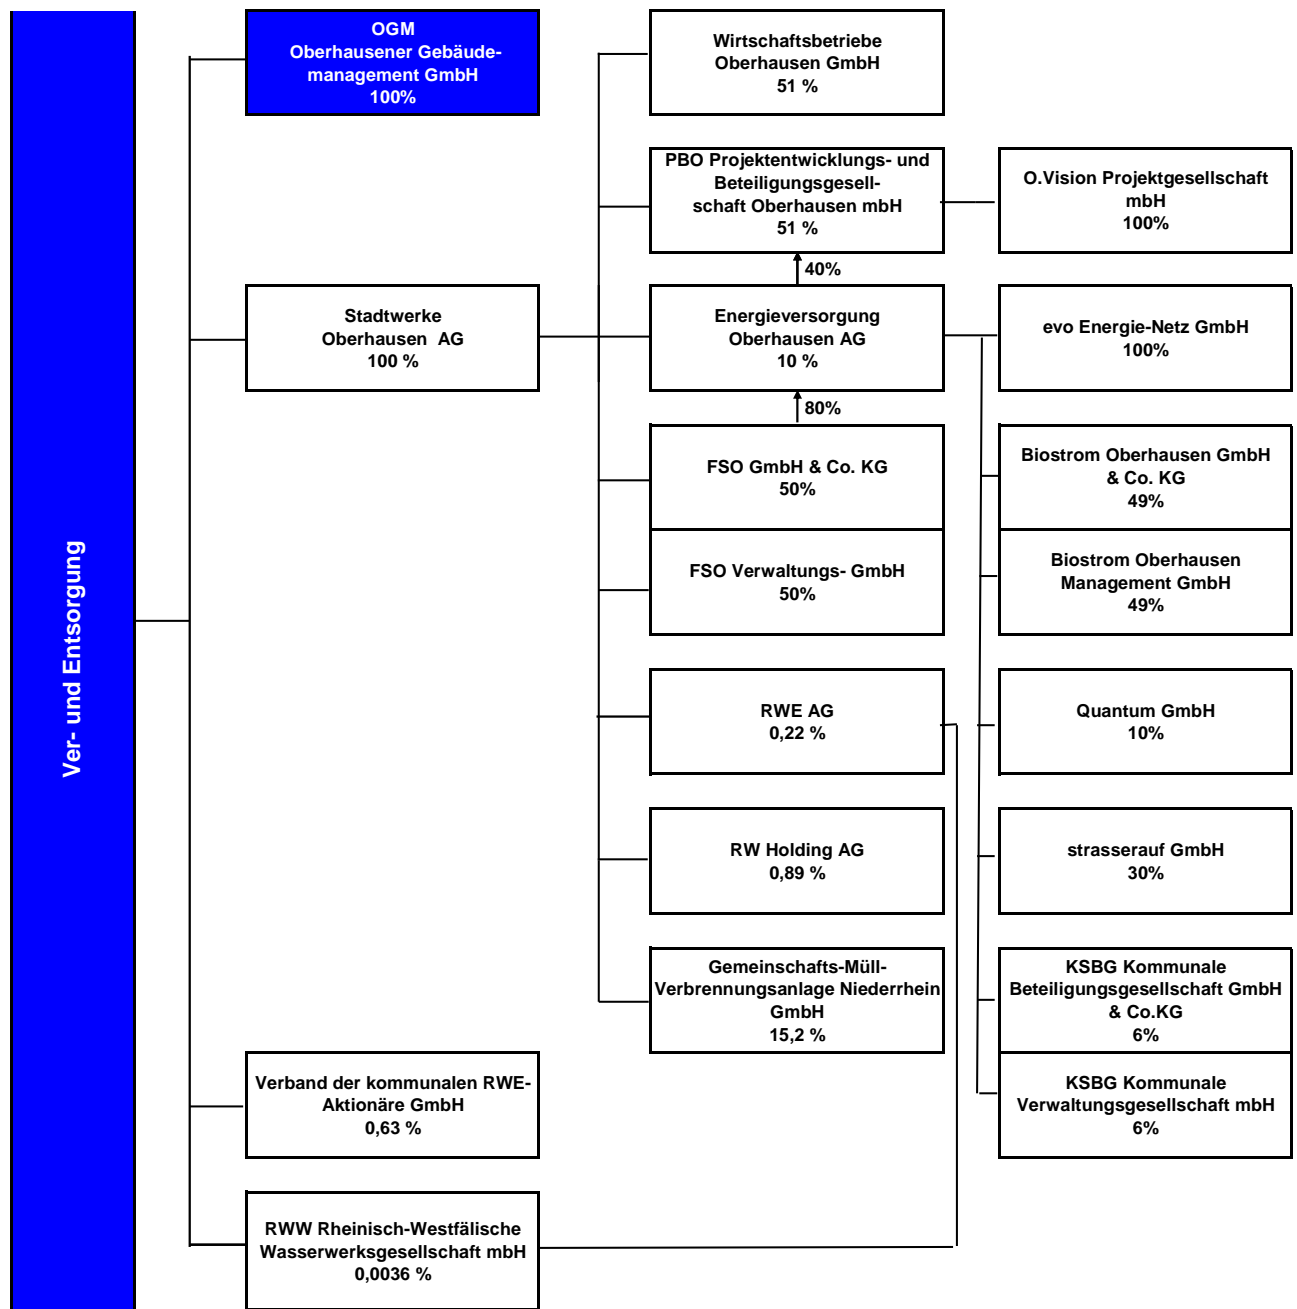 Ver- und Entsorgung
OGM
Oberhausener Gebäude-
management GmbH
100%
Stadtwerke
Oberhausen AG
100 %
Verband der kommunalen RWE-
Aktionäre GmbH
0,63 %
RWW Rheinisch-Westfälische
Wasserwerksgesellschaft mbH
0,0036 %
Wirtschaftsbetriebe
Oberhausen GmbH
51 %
PBO Projektentwicklungs- und
Beteiligungsgesell-
schaft Oberhausen mbH
51 %
40%
Energieversorgung
Oberhausen AG
10 %
80%
FSO GmbH & Co. KG
50%
FSO Verwaltungs- GmbH
50%
RWE AG
0,22 %
RW Holding AG
0,89 %
Gemeinschafts-Müll-
Verbrennungsanlage Niederrhein
GmbH
15,2 %
O.Vision Projektgesellschaft
mbH
100%
evo Energie-Netz GmbH
100%
Biostrom Oberhausen GmbH
& Co. KG
49%
Biostrom Oberhausen
Management GmbH
49%
Quantum GmbH
10%
strasserauf GmbH
30%
KSBG Kommunale
Beteiligungsgesellschaft GmbH
& Co.KG
6%
KSBG Kommunale
Verwaltungsgesellschaft mbH
6%